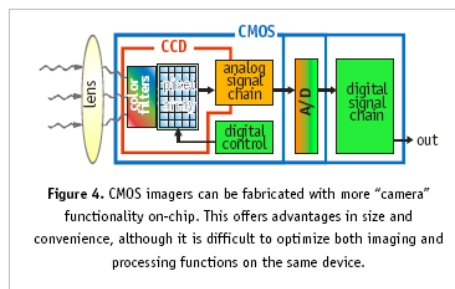 CMOS
CCD
lens
color
filters
pixel
array
analog
signal
chain
digital
control
A/D
digital
signal
chain
out
Figure 4. CMOS imagers can be fabricated with more “camera”
functionality on-chip. This offers advantages in size and
convenience, although it is difficult to optimize both imaging and
processing functions on the same device.